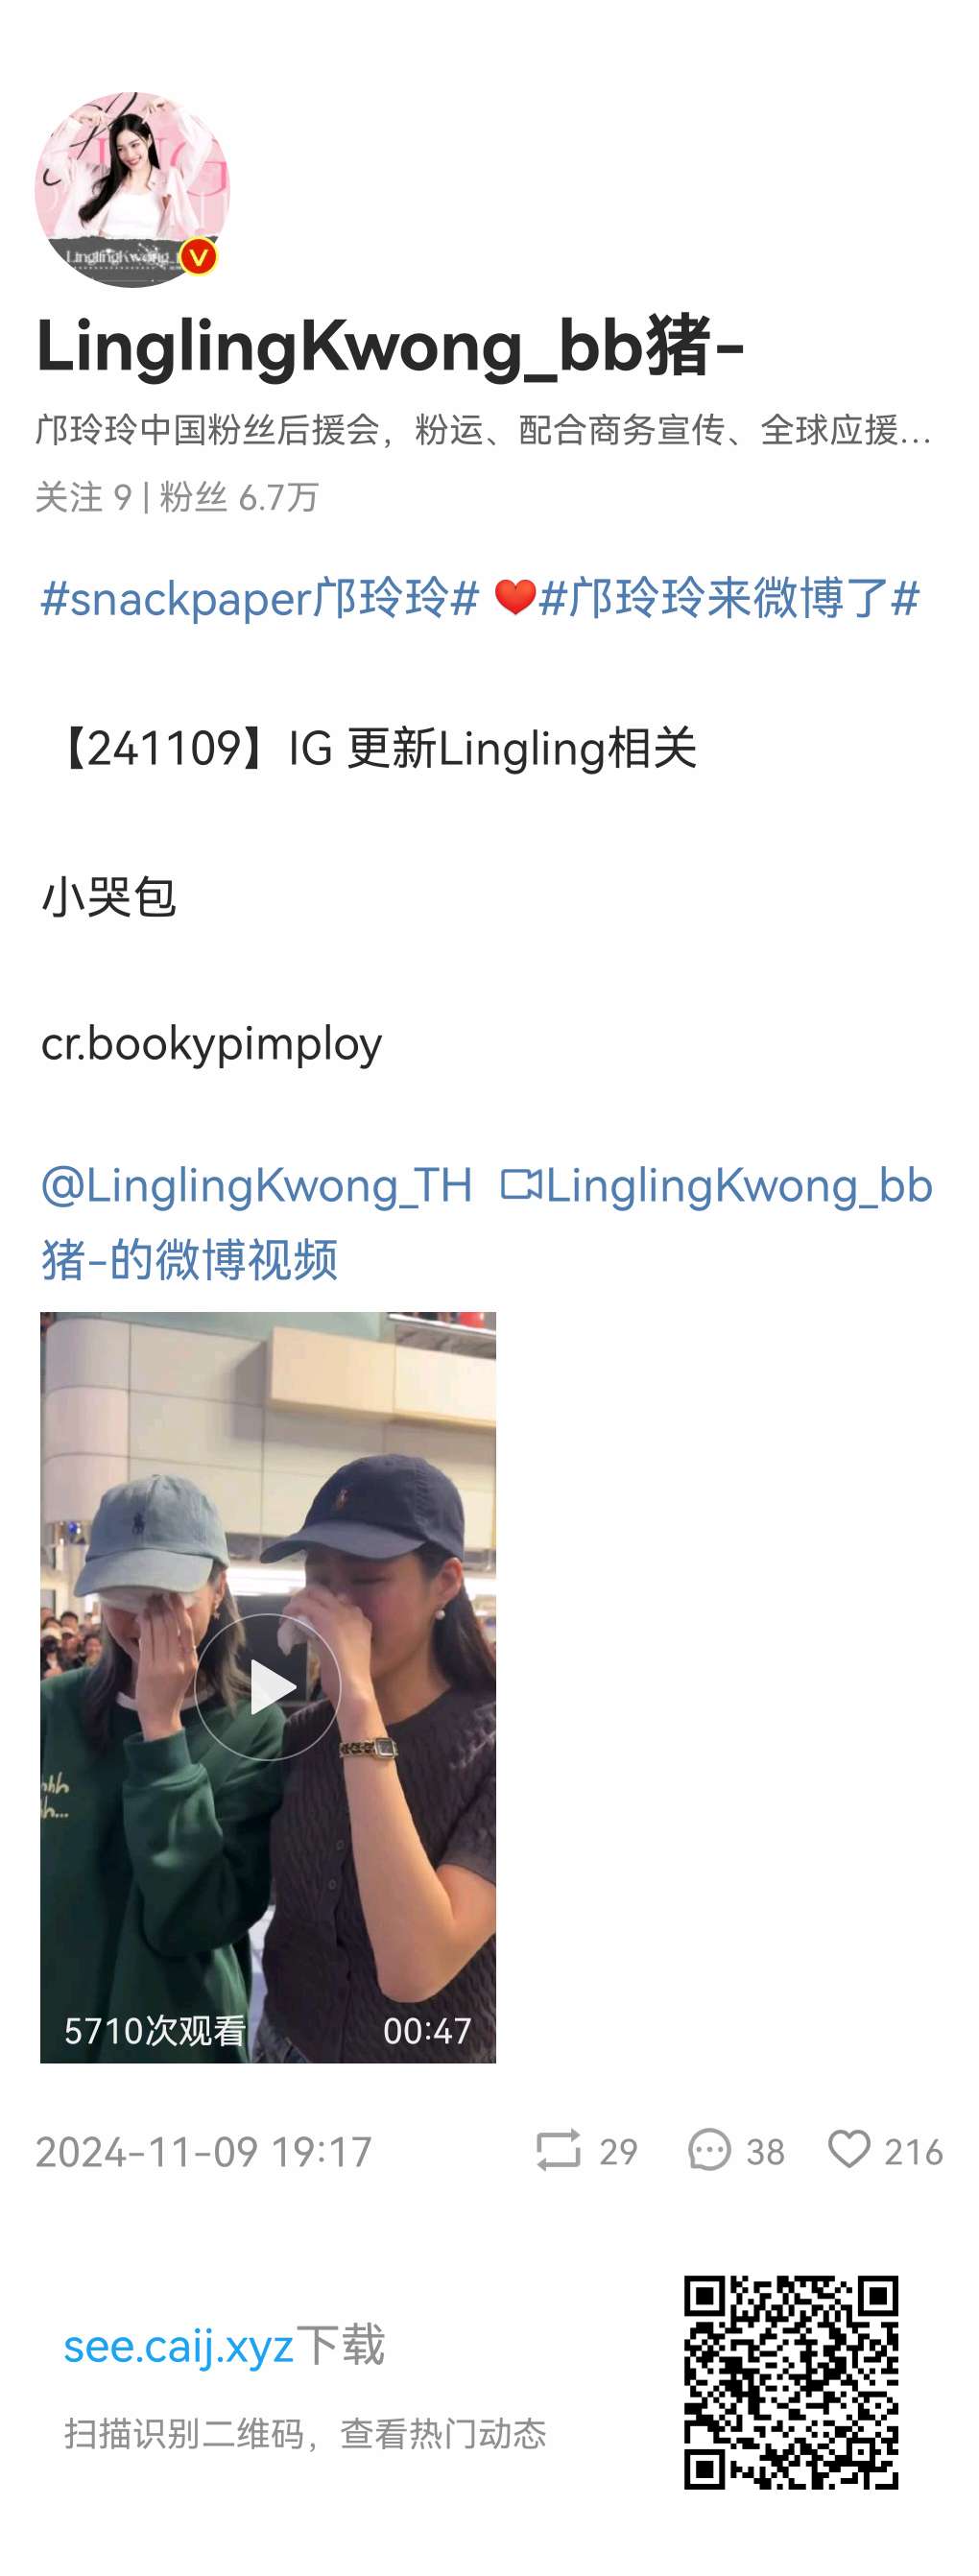 LinglingKwong_
LinglingKwong_bb猪-
邝玲玲中国粉丝后援会，粉运、配合商务宣传、全球应援...
关注 9 | 粉丝 6.7万
#snackpaper邝玲玲# ❤️#邝玲玲来微博了#
【241109】IG 更新Lingling相关
小哭包
cr.bookypimploy
@LinglingKwong_TH LinglingKwong_bb
猪-的微博视频
5710次观看 00:47
2024-11-09 19:17 29 38 216
see.caij.xyz下载
扫描识别二维码，查看热门动态